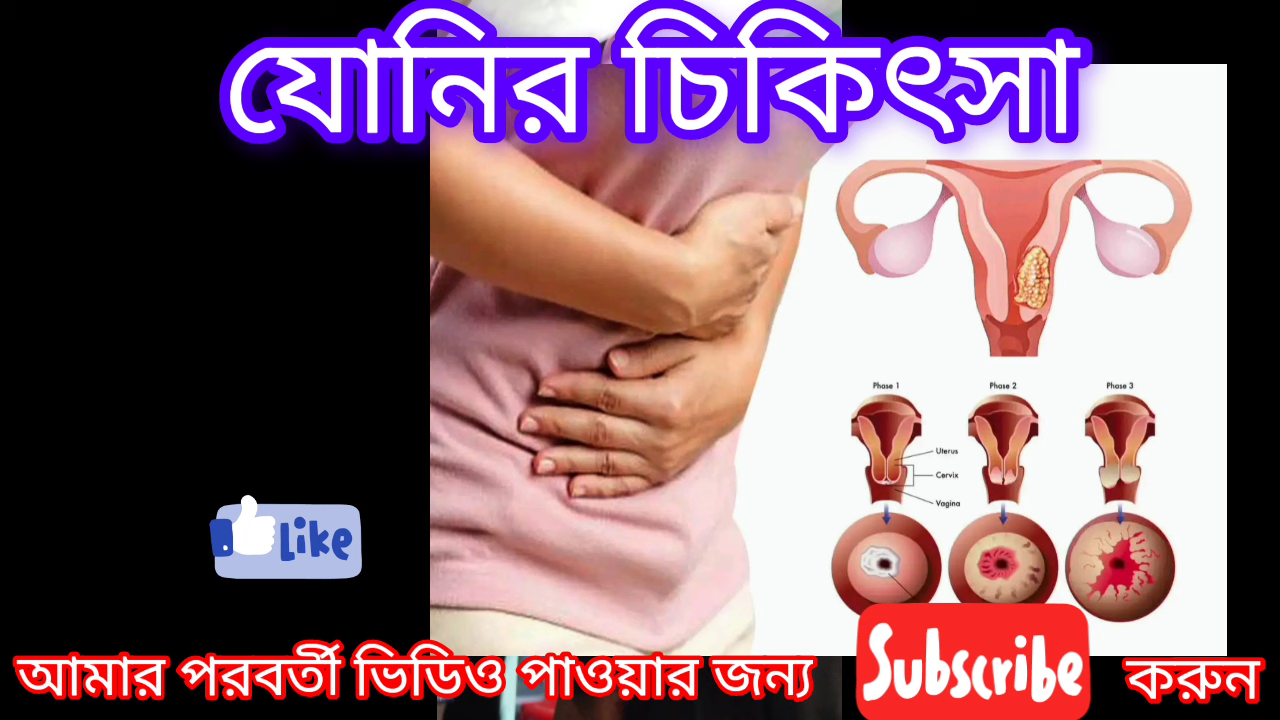 যোনির চিকিৎসা
Phase 1
Phase 2
Phase 3
Uterus
Cervix
Vagina
Like
আমার পরবর্তী ভিডিও পাওয়ার জন্য Subscribe করুন